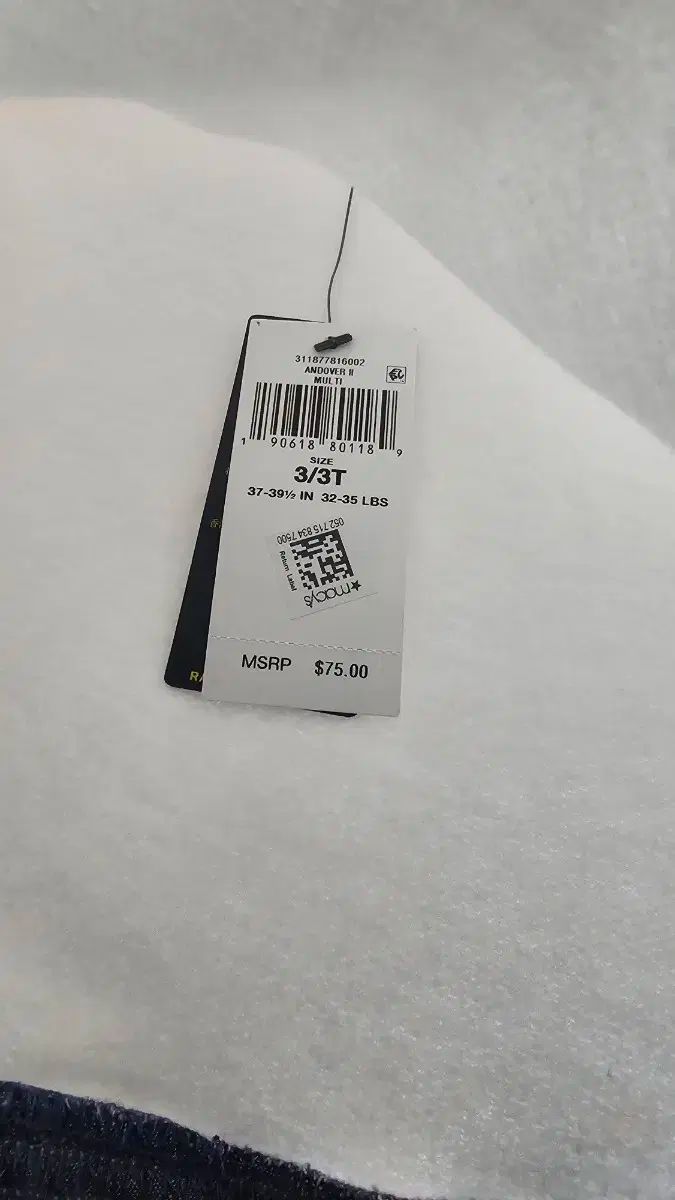 311877816002
ANDOVER II
MULTI
1 90618 80118 9
SIZE
3/3T
37-39½ IN 32-35 LBS
052 715 834 7500
Return Label
macy's
MSRP $75.00
RA